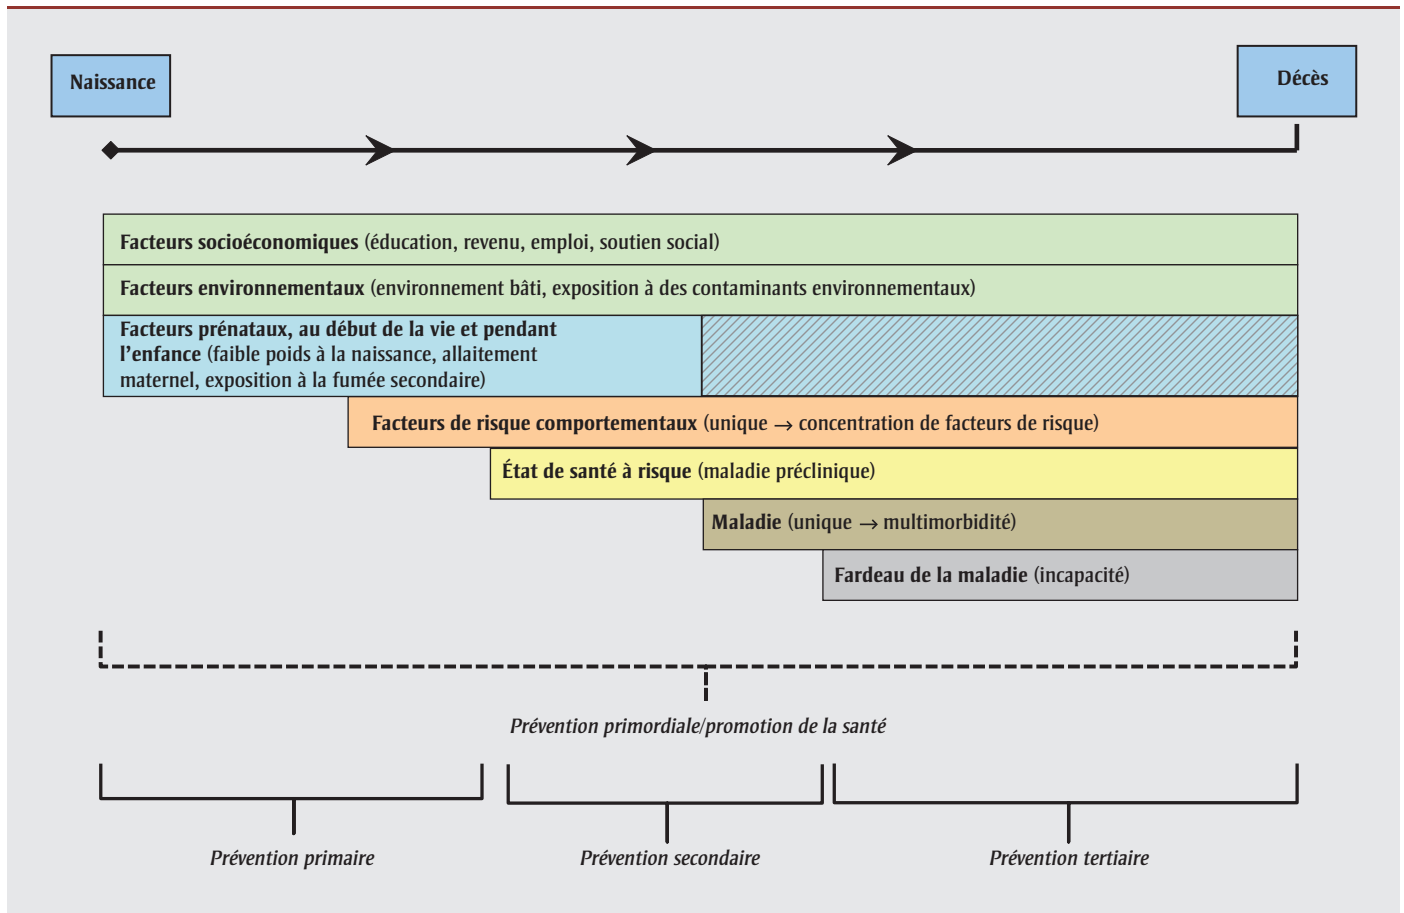 Naissance
Décès
Facteurs socioéconomiques (éducation, revenu, emploi, soutien social)
Facteurs environnementaux (environnement bâti, exposition à des contaminants environnementaux)
Facteurs prénataux, au début de la vie et pendant
l'enfance (faible poids à la naissance, allaitement
maternel, exposition à la fumée secondaire)
Facteurs de risque comportementaux (unique → concentration de facteurs de risque)
État de santé à risque (maladie préclinique)
Maladie (unique → multimorbidité)
Fardeau de la maladie (incapacité)
Prévention primordiale/promotion de la santé
Prévention primaire
Prévention secondaire
Prévention tertiaire